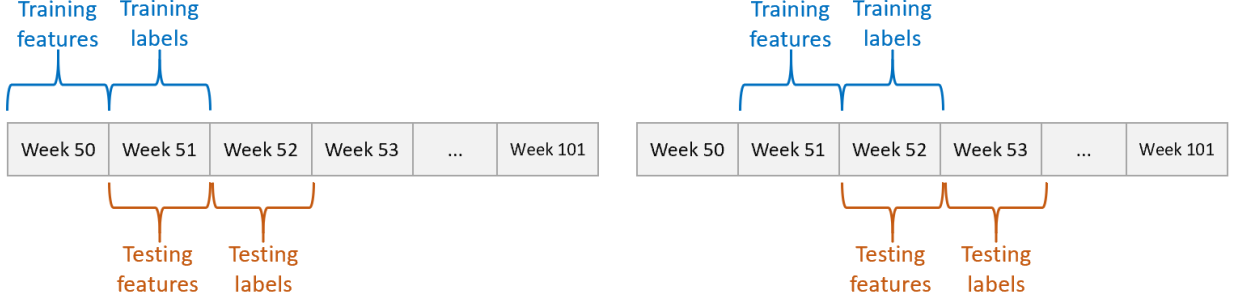 Training
features
Training
labels
Week 50
Week 51
Week 52
Week 53
...
Week 101
Testing
features
Testing
labels
Training
features
Training
labels
Week 50
Week 51
Week 52
Week 53
...
Week 101
Testing
features
Testing
labels